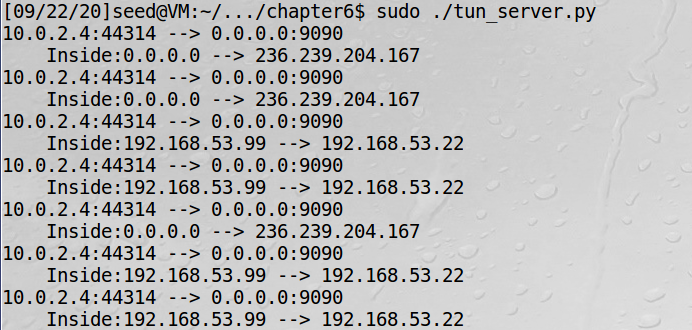 [09/22/20]seed@VM:~/.../chapter6$ sudo ./tun_server.py
10.0.2.4:44314 --> 0.0.0.0:9090
    Inside:0.0.0.0 --> 236.239.204.167
10.0.2.4:44314 --> 0.0.0.0:9090
    Inside:0.0.0.0 --> 236.239.204.167
10.0.2.4:44314 --> 0.0.0.0:9090
    Inside:192.168.53.99 --> 192.168.53.22
10.0.2.4:44314 --> 0.0.0.0:9090
    Inside:192.168.53.99 --> 192.168.53.22
10.0.2.4:44314 --> 0.0.0.0:9090
    Inside:0.0.0.0 --> 236.239.204.167
10.0.2.4:44314 --> 0.0.0.0:9090
    Inside:192.168.53.99 --> 192.168.53.22
10.0.2.4:44314 --> 0.0.0.0:9090
    Inside:192.168.53.99 --> 192.168.53.22